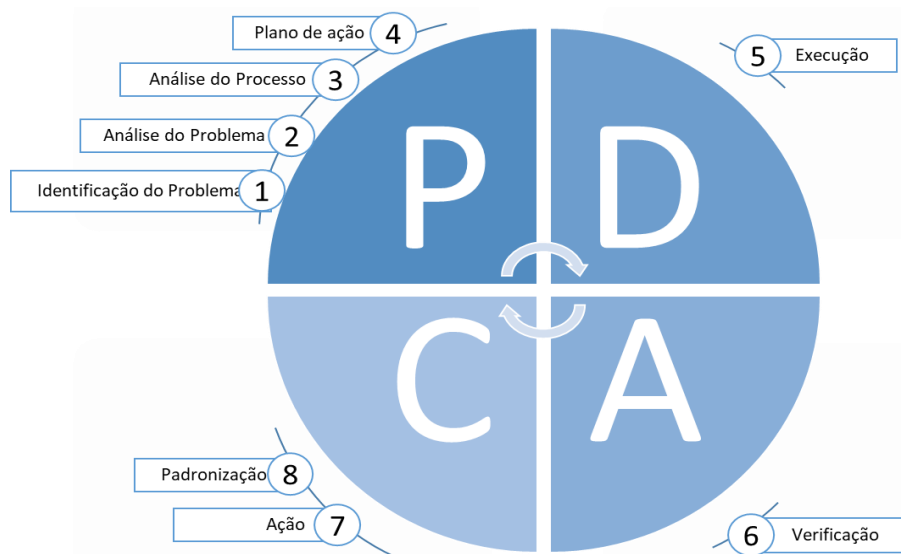 Plano de ação 4
Análise do Processo 3
Análise do Problema 2
Identificação do Problema 1
5 Execução
P D
C A
Padronização 8
Ação 7
6 Verificação